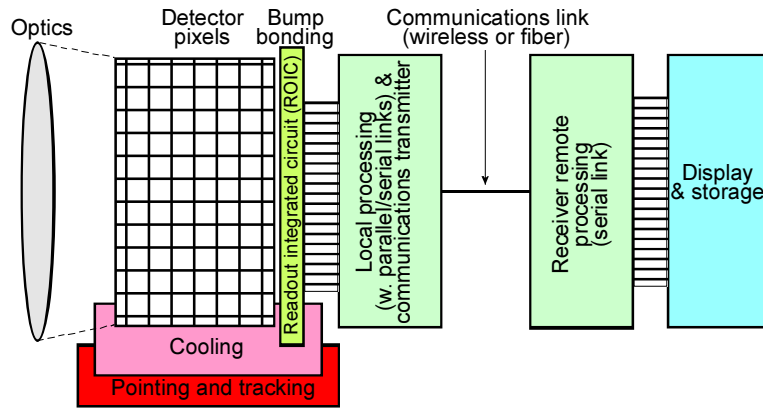 Optics
Detector
pixels
Bump
bonding
Communications link
(wireless or fiber)
Readout integrated circuit (ROIC)
Local processing
(w. parallel/serial links) &
communications transmitter
Receiver remote
processing
(serial link)
Display
& storage
Cooling
Pointing and tracking